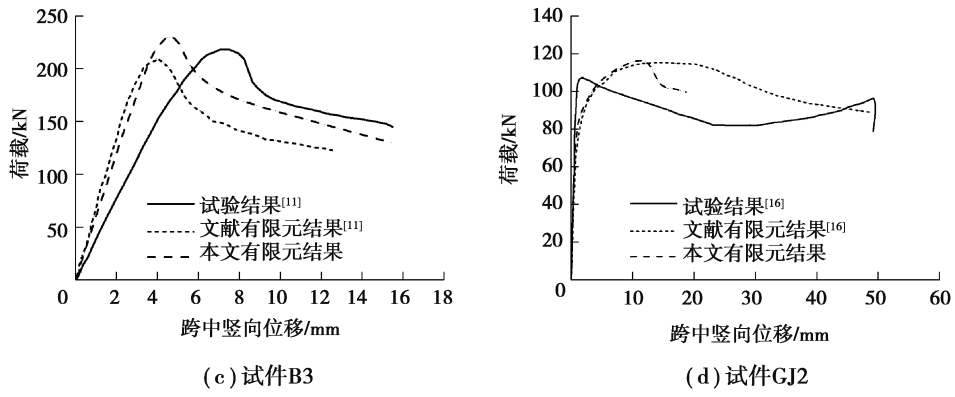 250
200
150
100
50
0
荷载/kN
试验结果[11]
文献有限元结果[11]
本文有限元结果
2 4 6 8 10 12 14 16 18
跨中竖向位移/mm
(c)试件B3
140
120
100
80
60
40
20
0
荷载/kN
试验结果[16]
文献有限元结果[16]
本文有限元结果
10 20 30 40 50 60
跨中竖向位移/mm
(d)试件GJ2